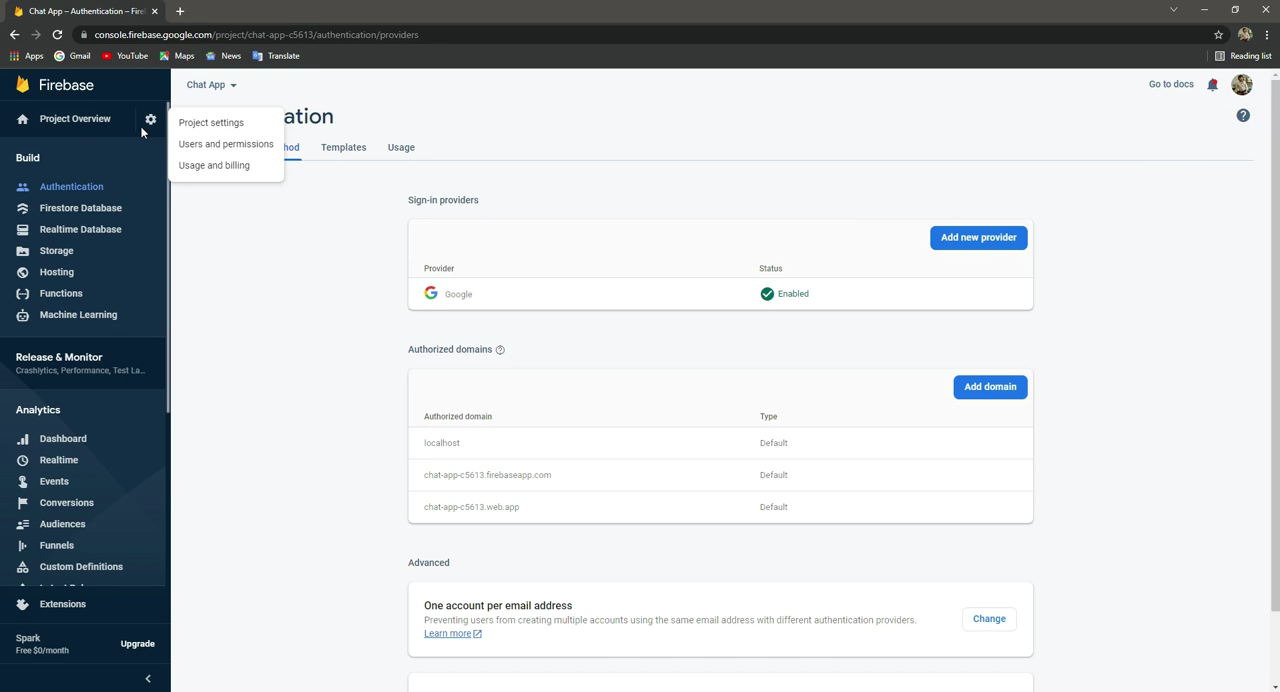 Chat App – Authentication – Fire
console.firebase.google.com/project/chat-app-c5613/authentication/providers
Apps
Gmail
YouTube
Maps
News
Translate
Reading list
Firebase
Chat App
Go to docs
Project Overview
Project settings
Users and permissions
Usage and billing
ation
hod
Templates
Usage
Build
Authentication
Firestore Database
Realtime Database
Storage
Hosting
Functions
Machine Learning
Release & Monitor
Crashlytics, Performance, Test La...
Analytics
Dashboard
Realtime
Events
Conversions
Audiences
Funnels
Custom Definitions
Extensions
Spark
Free $0/month
Upgrade
Sign-in providers
Add new provider
Provider
Status
Google
Enabled
Authorized domains
Add domain
Authorized domain
Type
localhost
Default
chat-app-c5613.firebaseapp.com
Default
chat-app-c5613.web.app
Default
Advanced
One account per email address
Preventing users from creating multiple accounts using the same email address with different authentication providers.
Learn more
Change